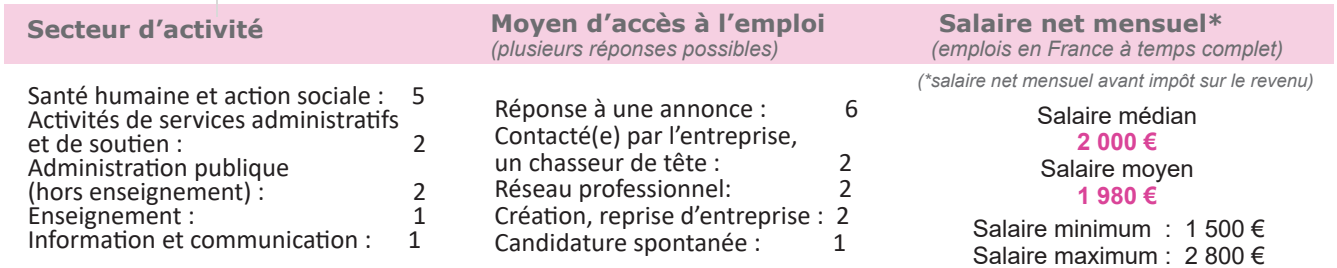 Secteur d'activité
Santé humaine et action sociale : 5
Activités de services administratifs
et de soutien : 2
Administration publique
(hors enseignement) : 2
Enseignement : 1
Information et communication : 1
Moyen d'accès à l'emploi
(plusieurs réponses possibles)
Réponse à une annonce : 6
Contacté(e) par l'entreprise,
un chasseur de tête : 2
Réseau professionnel: 2
Création, reprise d'entreprise : 2
Candidature spontanée : 1
Salaire net mensuel*
(emplois en France à temps complet)
(*salaire net mensuel avant impôt sur le revenu)
Salaire médian
2 000 €
Salaire moyen
1 980 €
Salaire minimum : 1 500 €
Salaire maximum : 2 800 €